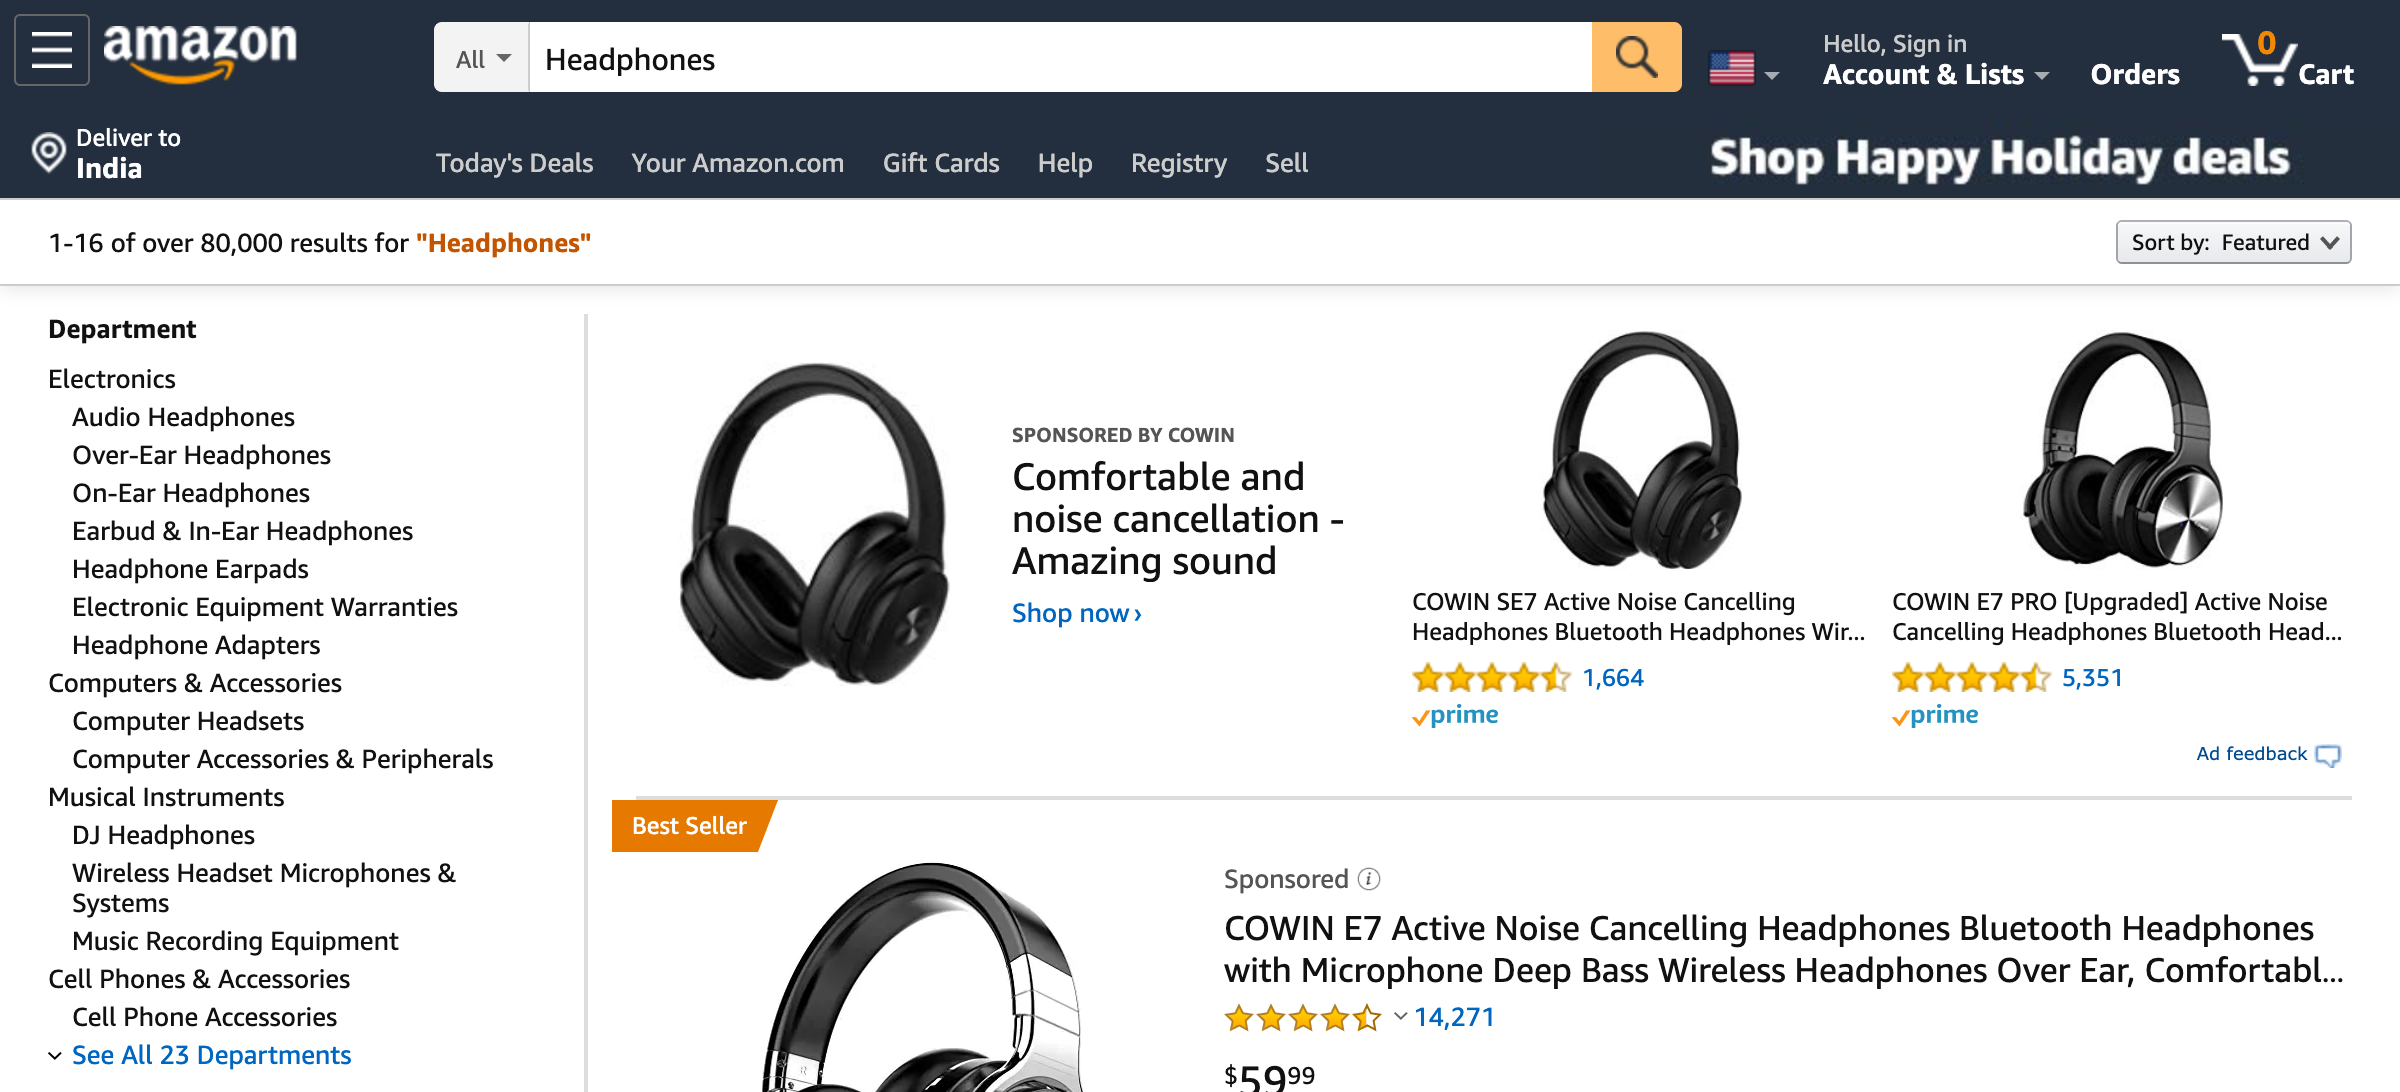 amazon
All
Headphones
Hello, Sign in
Account & Lists
Orders
0
Cart
Deliver to
India
Today's Deals
Your Amazon.com
Gift Cards
Help
Registry
Sell
Shop Happy Holiday deals
1-16 of over 80,000 results for "Headphones"
Sort by: Featured
Department
Electronics
Audio Headphones
Over-Ear Headphones
On-Ear Headphones
Earbud & In-Ear Headphones
Headphone Earpads
Electronic Equipment Warranties
Headphone Adapters
Computers & Accessories
Computer Headsets
Computer Accessories & Peripherals
Musical Instruments
DJ Headphones
Wireless Headset Microphones &
Systems
Music Recording Equipment
Cell Phones & Accessories
Cell Phone Accessories
See All 23 Departments
SPONSORED BY COWIN
Comfortable and
noise cancellation -
Amazing sound
Shop now ›
COWIN SE7 Active Noise Cancelling
Headphones Bluetooth Headphones Wir...
1,664
prime
COWIN E7 PRO [Upgraded] Active Noise
Cancelling Headphones Bluetooth Head...
5,351
prime
Ad feedback
Best Seller
Sponsored
COWIN E7 Active Noise Cancelling Headphones Bluetooth Headphones
with Microphone Deep Bass Wireless Headphones Over Ear, Comfortabl...
14,271
$59 99
R